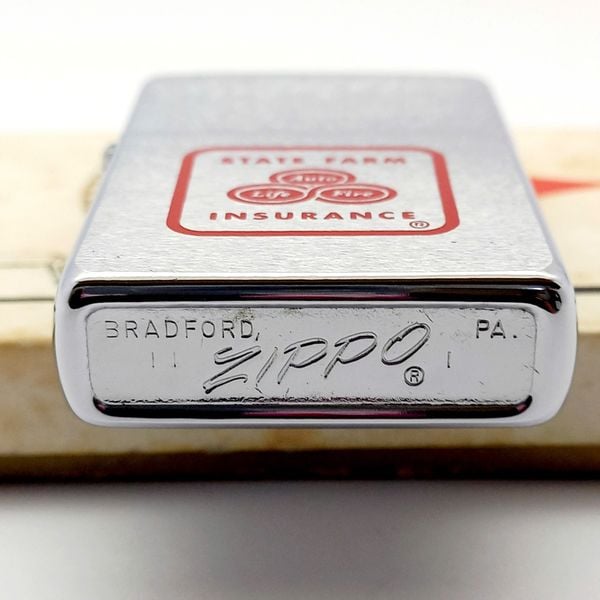 STATE FARM
Auto
Life Fire
INSURANCE ®
BRADFORD, PA.
|| ZIPPO ® |